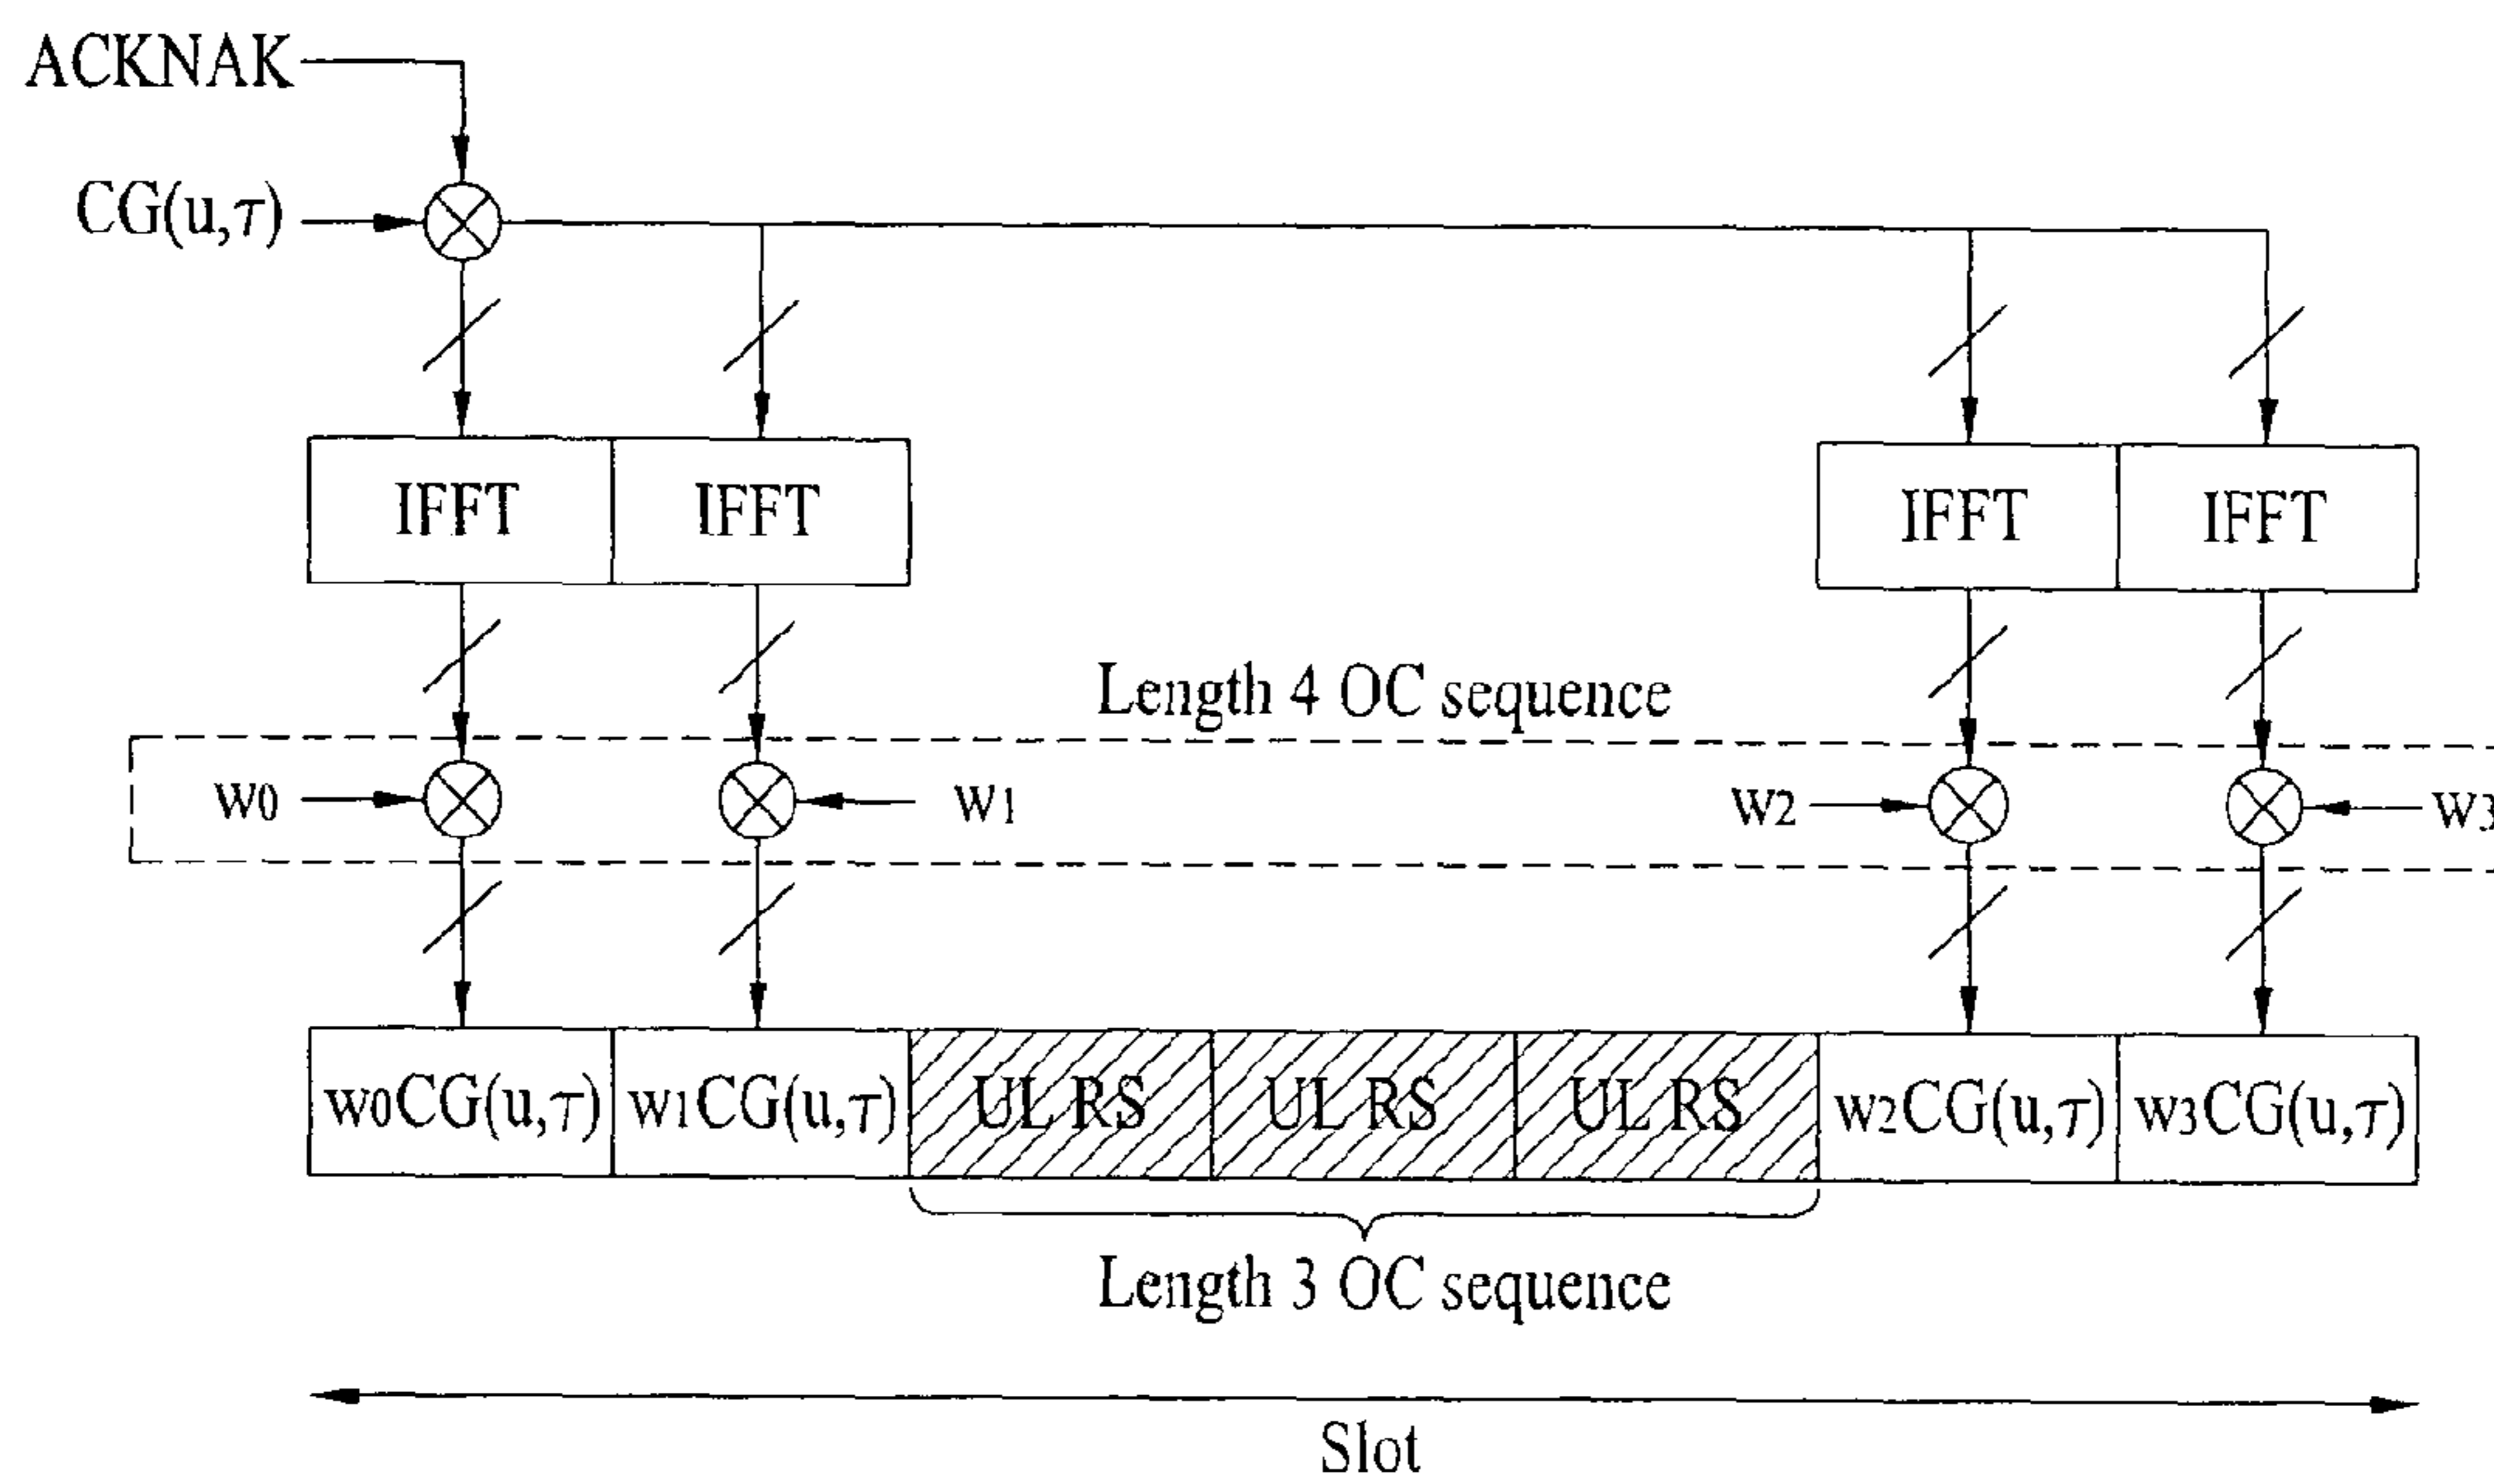 ACKNAK
CG(u,τ)
IFFT IFFT IFFT IFFT
Length 4 OC sequence
w0 w1 w2 w3
w0CG(u,τ) w1CG(u,τ) UL RS UL RS UL RS w2CG(u,τ) w3CG(u,τ)
Length 3 OC sequence
Slot